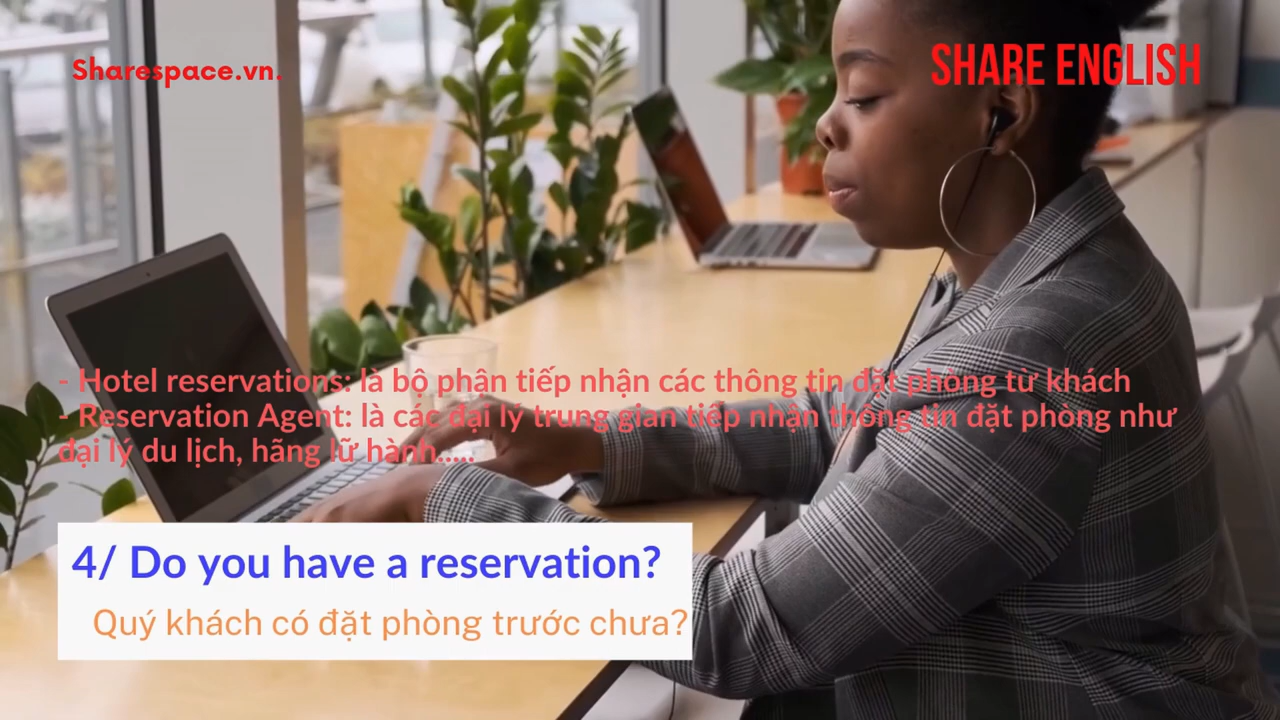 Sharespace.vn.
SHARE ENGLISH
- Hotel reservations: là bộ phận tiếp nhận các thông tin đặt phòng từ khách
- Reservation Agent: là các đại lý trung gian tiếp nhận thông tin đặt phòng như
đại lý du lịch, hãng lữ hành.....
4/ Do you have a reservation?
Quý khách có đặt phòng trước chưa?